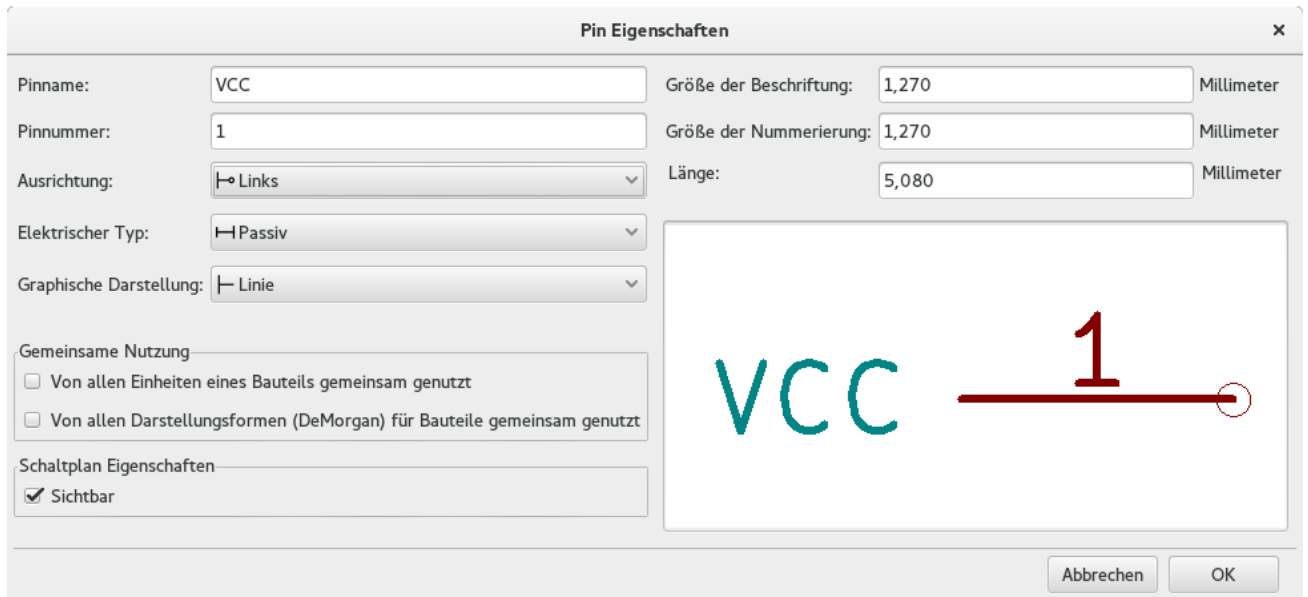 Pin Eigenschaften
Pinname: VCC
Pinnummer: 1
Ausrichtung: Links
Elektrischer Typ: Passiv
Graphische Darstellung: Linie
Gemeinsame Nutzung
Von allen Einheiten eines Bauteils gemeinsam genutzt
Von allen Darstellungsformen (DeMorgan) für Bauteile gemeinsam genutzt
Schaltplan Eigenschaften
Sichtbar
Größe der Beschriftung: 1,270 Millimeter
Größe der Nummerierung: 1,270 Millimeter
Länge: 5,080 Millimeter
VCC 1
Abbrechen OK